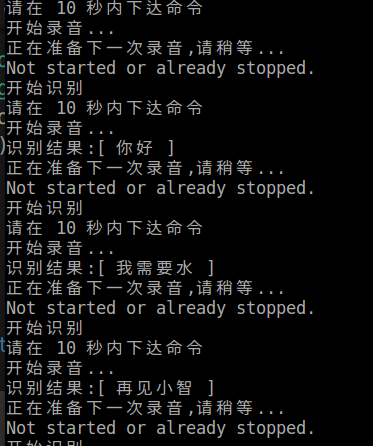 请在 10 秒内下达命令
开始录音...
正在准备下一次录音,请稍等...
Not started or already stopped.
开始识别
请在 10 秒内下达命令
开始录音...
识别结果:[ 你好 ]
正在准备下一次录音,请稍等...
Not started or already stopped.
开始识别
请在 10 秒内下达命令
开始录音...
识别结果:[ 我需要水 ]
正在准备下一次录音,请稍等...
Not started or already stopped.
开始识别
请在 10 秒内下达命令
开始录音...
识别结果:[ 再见小智 ]
正在准备下一次录音,请稍等...
Not started or already stopped.
开始识别